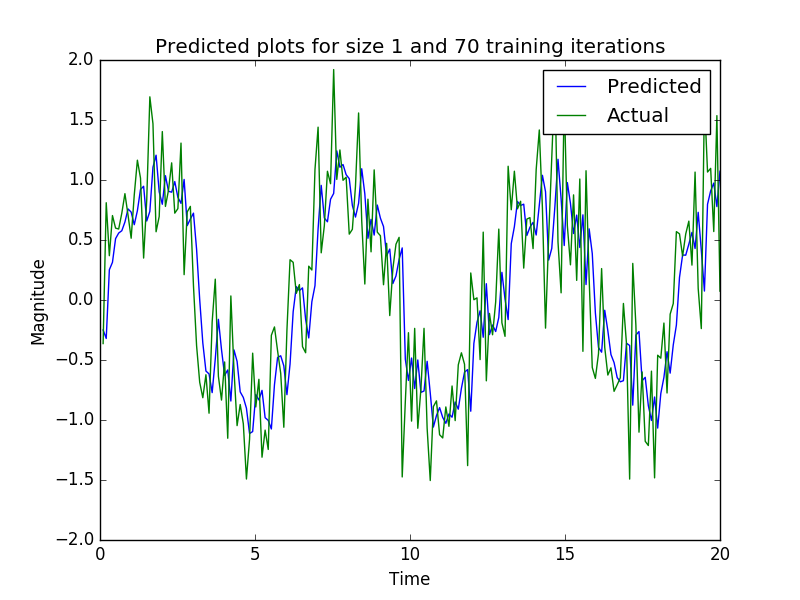 Predicted plots for size 1 and 70 training iterations
Predicted
Actual
2.0
1.5
1.0
0.5
0.0
−0.5
−1.0
−1.5
−2.0
Magnitude
0 5 10 15 20
Time